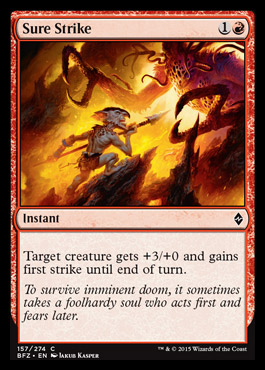 Sure Strike 1
Instant
Target creature gets +3/+0 and gains
first strike until end of turn.
To survive imminent doom, it sometimes
takes a foolhardy soul who acts first and
fears later.
157/274 C
BFZ • EN Jakub Kasper
™ & © 2015 Wizards of the Coast